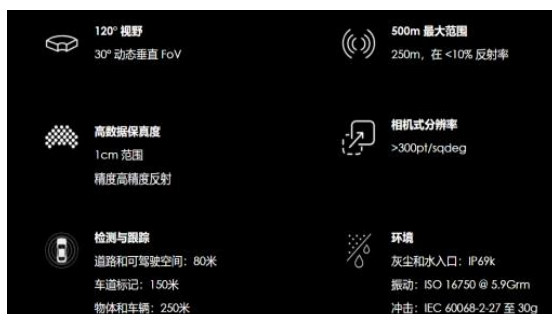 120° 视野
30° 动态垂直 FoV
500m 最大范围
250m，在 <10% 反射率
高数据保真度
1cm 范围
精度高精度反射
相机式分辨率
>300pt/sqdeg
检测与跟踪
道路和可驾驶空间：80米
车道标记：150米
物体和车辆：250米
环境
灰尘和水入口：IP69k
振动：ISO 16750 @ 5.9Grm
冲击：IEC 60068-2-27 至 30g